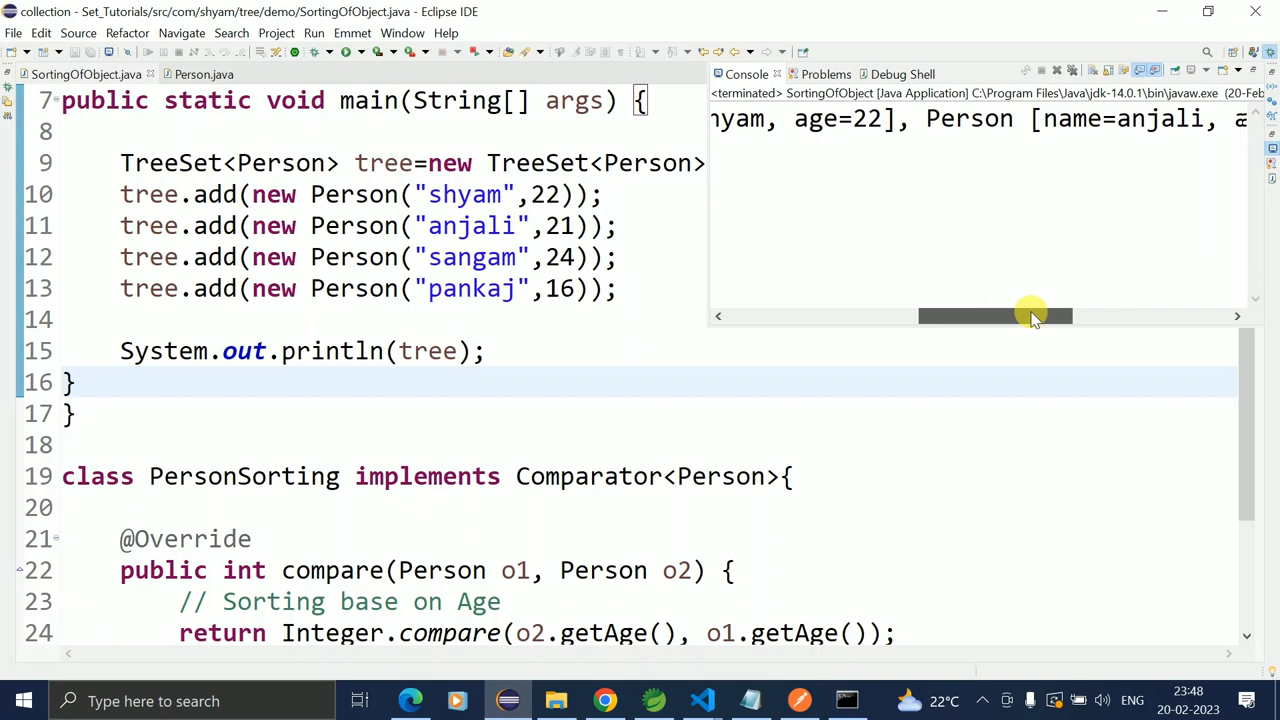 collection - Set_Tutorials/src/com/shyam/tree/demo/SortingOfObject.java - Eclipse IDE
File Edit Source Refactor Navigate Search Project Run Emmet Window Help
SortingOfObject.java Person.java
Console Problems Debug Shell
<terminated> SortingOfObject [Java Application] C:\Program Files\Java\jdk-14.0.1\bin\javaw.exe (20-Feb
hyam, age=22], Person [name=anjali, a
7 public static void main(String[] args) {
8
9 TreeSet<Person> tree=new TreeSet<Person>
10 tree.add(new Person("shyam",22));
11 tree.add(new Person("anjali",21));
12 tree.add(new Person("sangam",24));
13 tree.add(new Person("pankaj",16));
14
15 System.out.println(tree);
16 }
17 }
18
19 class PersonSorting implements Comparator<Person>{
20
21 @Override
22 public int compare(Person o1, Person o2) {
23 // Sorting base on Age
24 return Integer.compare(o2.getAge(), o1.getAge());
Type here to search
22°C
ENG
23:48
20-02-2023